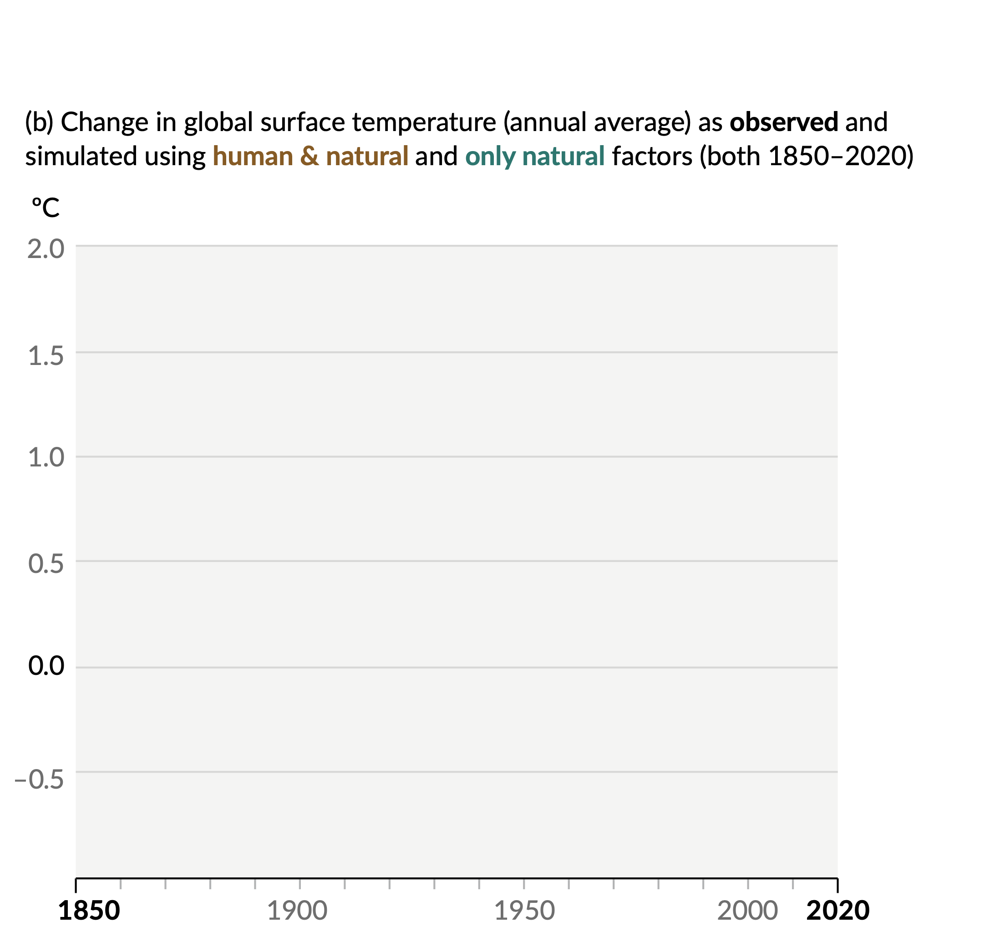 (b) Change in global surface temperature (annual average) as observed and
simulated using human & natural and only natural factors (both 1850–2020)
ºC
2.0
1.5
1.0
0.5
0.0
−0.5
1850 1900 1950 2000 2020